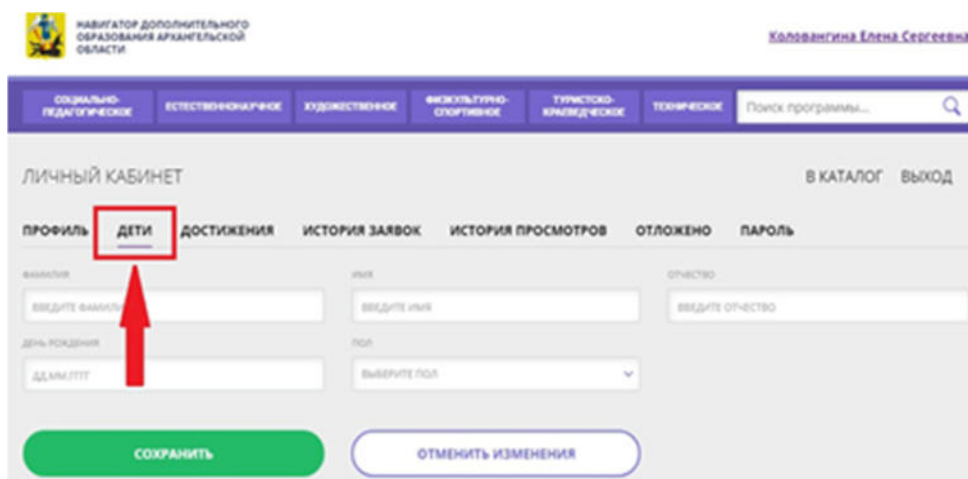 НАВИГАТОР ДОПОЛНИТЕЛЬНОГО
ОБРАЗОВАНИЯ АРХАНГЕЛЬСКОЙ
ОБЛАСТИ
Коловангина Елена Сергеевна
СОЦИАЛЬНО-
ПЕДАГОГИЧЕСКОЕ
ЕСТЕСТВЕННОНАУЧНОЕ
ХУДОЖЕСТВЕННОЕ
ФИЗКУЛЬТУРНО-
СПОРТИВНОЕ
ТУРИСТСКО-
КРАЕВЕДЧЕСКОЕ
ТЕХНИЧЕСКОЕ
Поиск программы...
ЛИЧНЫЙ КАБИНЕТ
В КАТАЛОГ ВЫХОД
ПРОФИЛЬ ДЕТИ ДОСТИЖЕНИЯ ИСТОРИЯ ЗАЯВОК ИСТОРИЯ ПРОСМОТРОВ ОТЛОЖЕНО ПАРОЛЬ
ФАМИЛИЯ ИМЯ ОТЧЕСТВО
ВВЕДИТЕ ВВЕДИТЕ ИМЯ ВВЕДИТЕ ОТЧЕСТВО
ДЕНЬ РОЖДЕНИЯ ПОЛ
ДД.ММ.ГГГГ ВЫБЕРИТЕ ПОЛ
СОХРАНИТЬ ОТМЕНИТЬ ИЗМЕНЕНИЯ